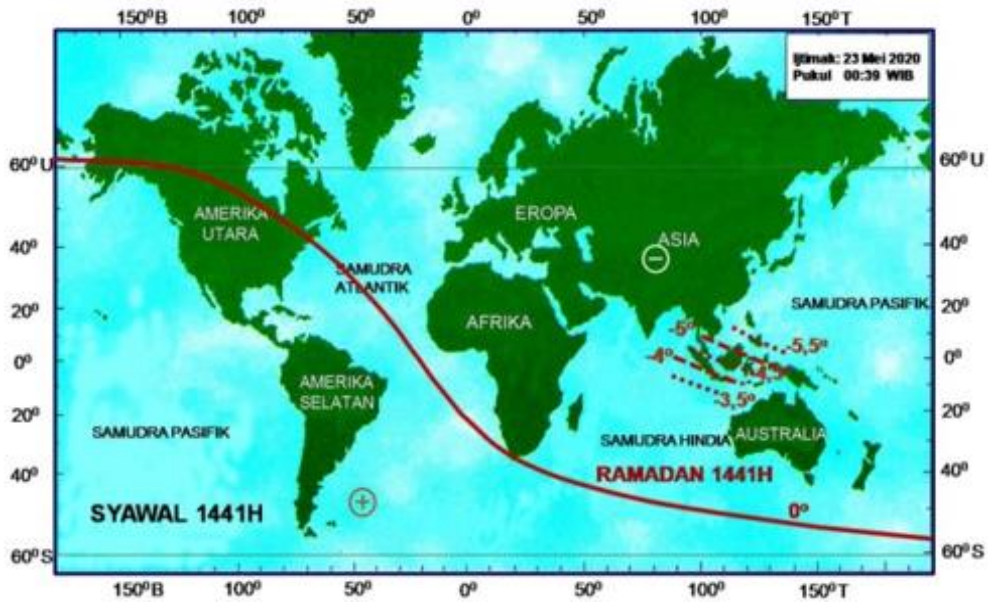 150°B 100° 50° 0° 50° 100° 150°T
Ijtimak: 23 Mei 2020
Pukul 00:39 WIB
60° U
60° U
AMERIKA
UTARA
EROPA
ASIA
40°
40°
SAMUDRA
ATLANTIK
SAMUDRA PASIFIK
20°
20°
AFRIKA
-5°
-5,5°
-4°
-4,5°
0°
0°
AMERIKA
SELATAN
-3,5°
20°
20°
SAMUDRA PASIFIK
SAMUDRA HINDIA
AUSTRALIA
RAMADAN 1441H
40°
40°
SYAWAL 1441H
0°
60° S
60° S
150°B 100° 50° 0° 50° 100° 150°T